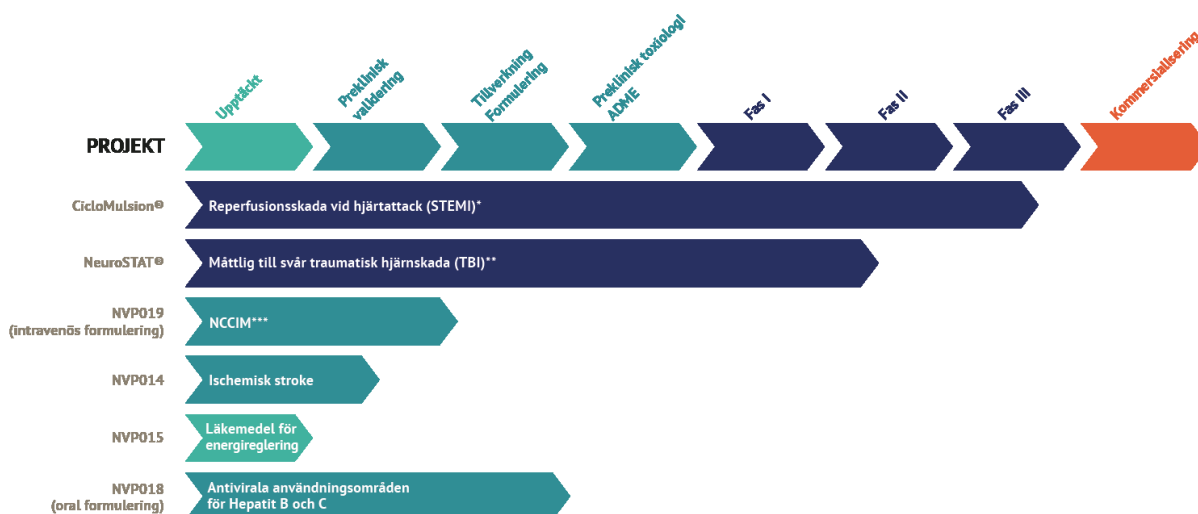 Upptäckt
Preklinisk
validering
Tillverkning
Formulering
Preklinisk toxiologi
ADME
Fas I
Fas II
Fas III
Kommersialisering
PROJEKT
CicloMulsion®
Reperfusionsskada vid hjärtattack (STEMI)*
NeuroSTAT®
Måttlig till svår traumatisk hjärnskada (TBI)**
NVP019
(intravenös formulering)
NCCIM***
NVP014
Ischemisk stroke
NVP015
Läkemedel för
energireglering
NVP018
(oral formulering)
Antivirala användningsområden
för Hepatit B och C